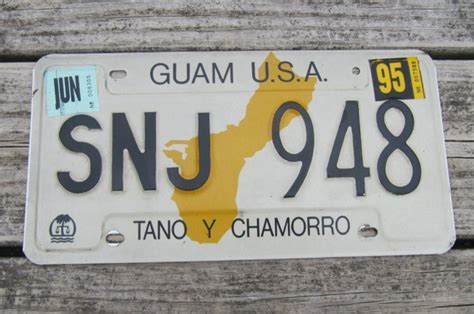 JUN
GUAM U.S.A.
95
SNJ 948
TANO Y CHAMORRO